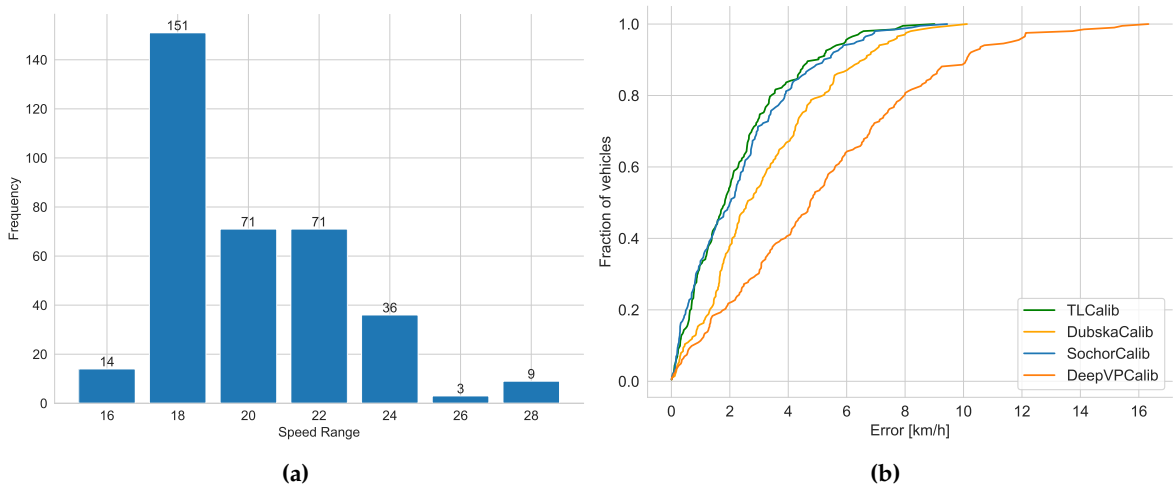 140
120
100
80
60
40
20
0
Frequency
14
151
71
71
36
3
9
16 18 20 22 24 26 28
Speed Range
(a)
1.0
0.8
0.6
0.4
0.2
0.0
Fraction of vehicles
TLCalib
DubskaCalib
SochorCalib
DeepVPCalib
0 2 4 6 8 10 12 14 16
Error [km/h]
(b)